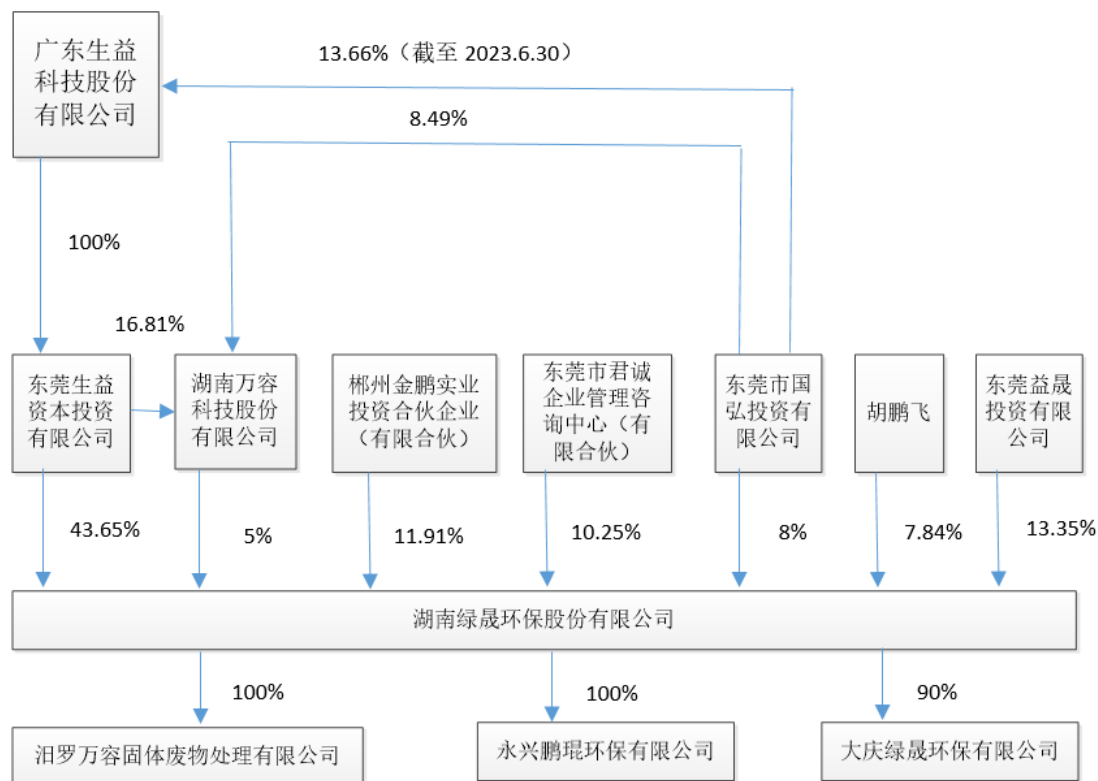 广东生益
科技股份
有限公司
13.66%（截至 2023.6.30）
8.49%
100%
16.81%
东莞生益
资本投资
有限公司
湖南万容
科技股份
有限公司
郴州金鹏实业
投资合伙企业
（有限合伙）
东莞市君诚
企业管理咨
询中心（有
限合伙）
东莞市国
弘投资有
限公司
胡鹏飞
东莞益晟
投资有限
公司
43.65%
5%
11.91%
10.25%
8%
7.84%
13.35%
湖南绿晟环保股份有限公司
100%
100%
90%
汨罗万容固体废物处理有限公司
永兴鹏琨环保有限公司
大庆绿晟环保有限公司